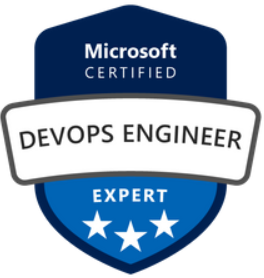 Microsoft
CERTIFIED
DEVOPS ENGINEER
EXPERT